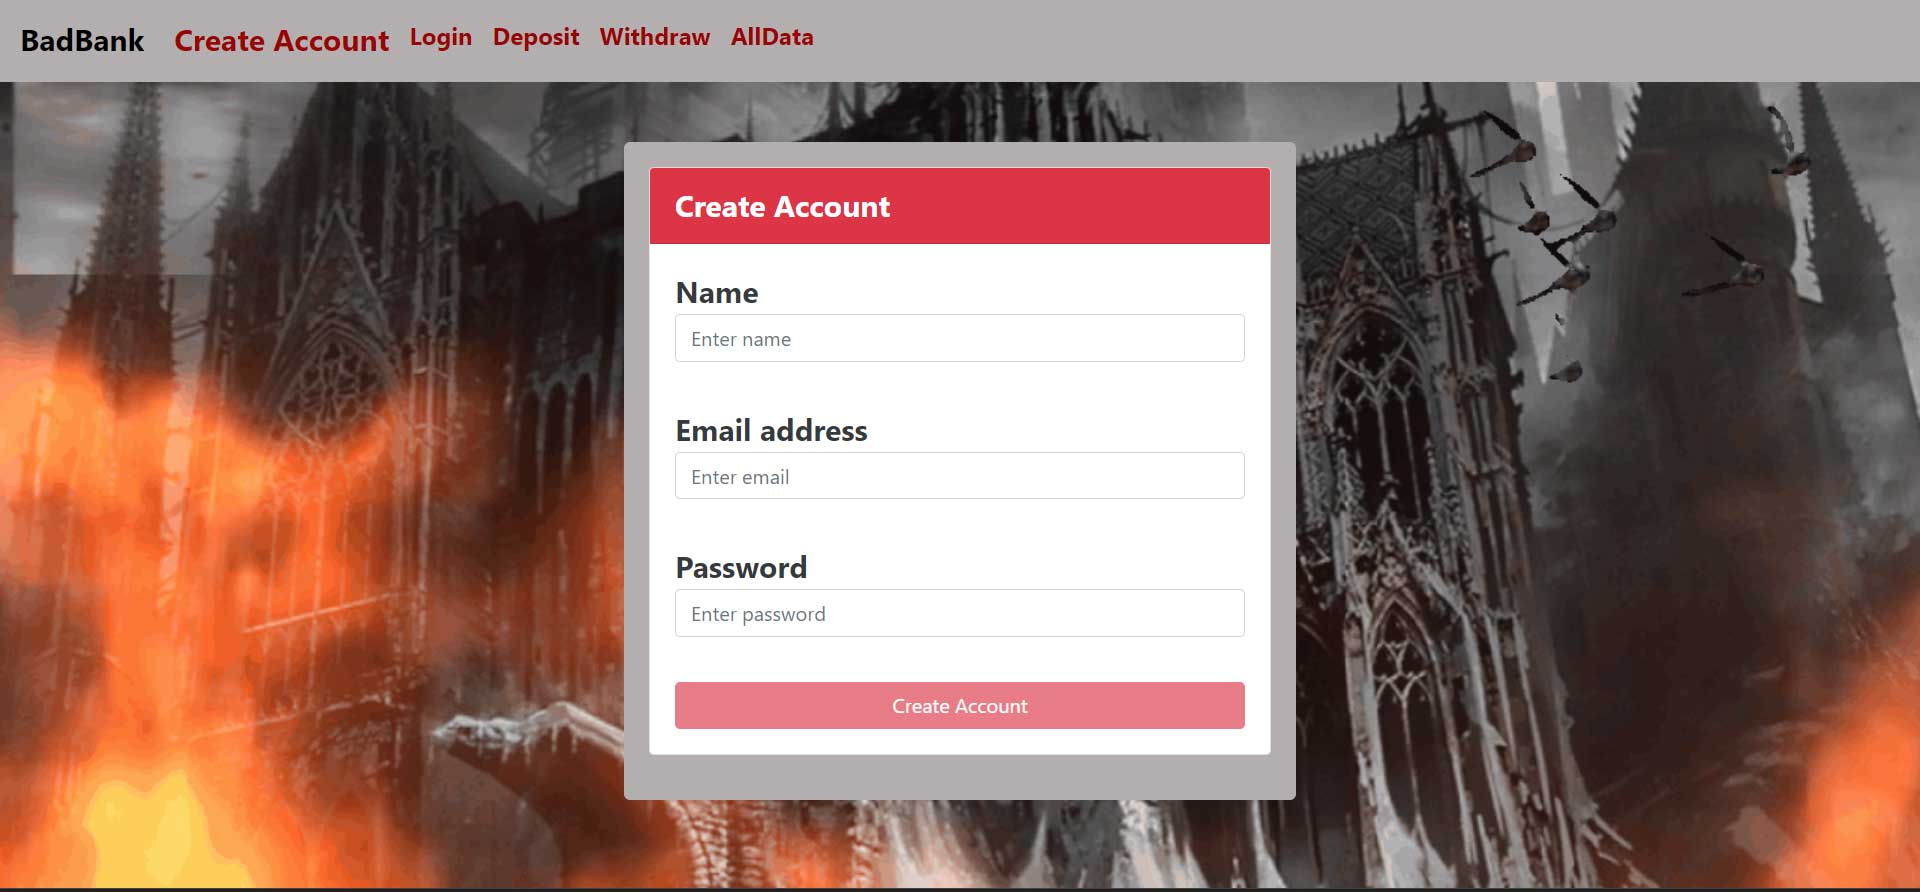 BadBank Create Account Login Deposit Withdraw AllData
Create Account
Name
Enter name
Email address
Enter email
Password
Enter password
Create Account